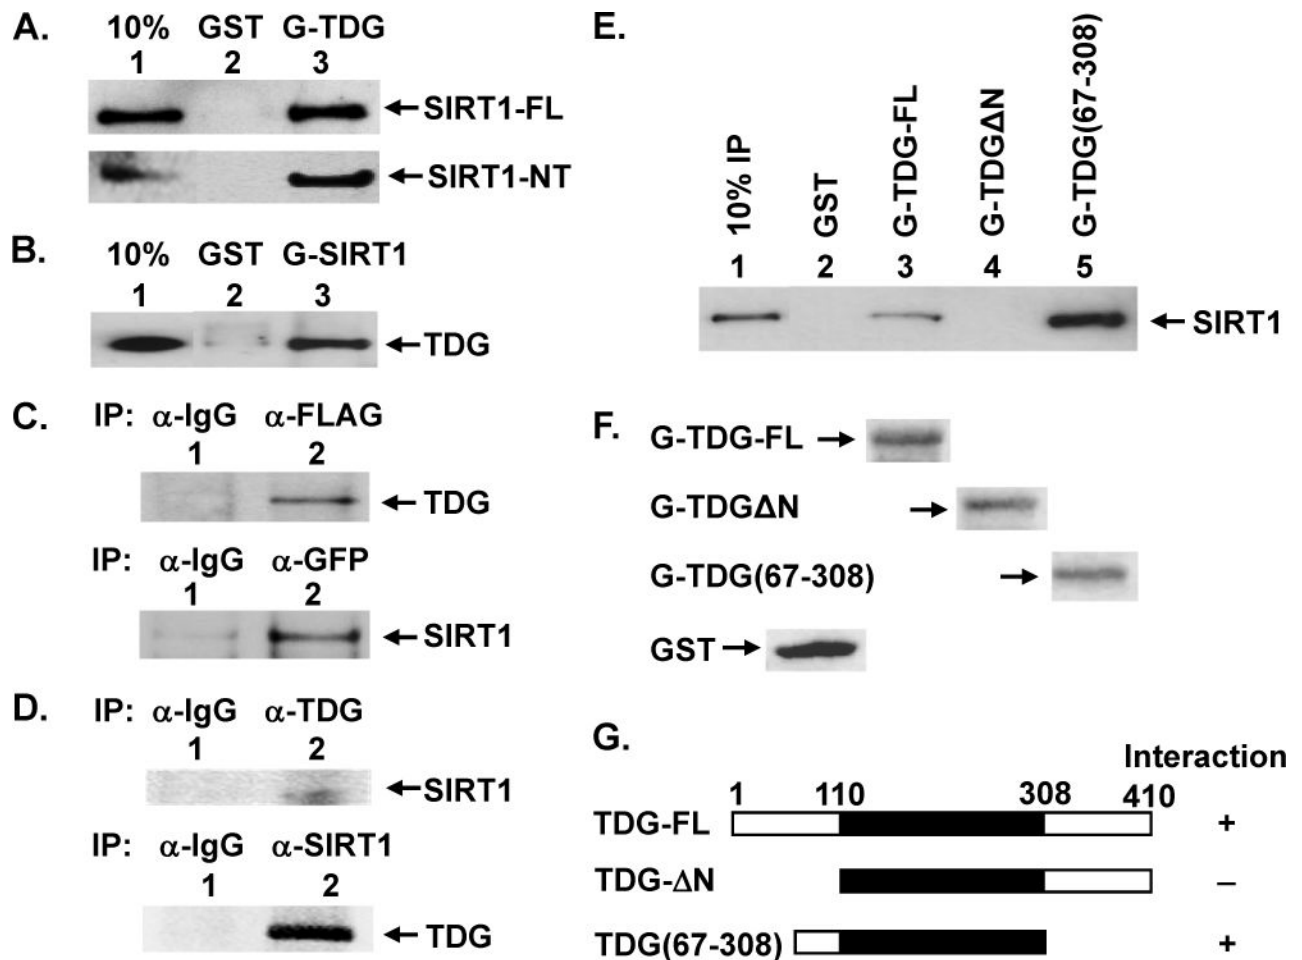 A.
10% GST G-TDG
1 2 3
←SIRT1-FL
←SIRT1-NT
B.
10% GST G-SIRT1
1 2 3
←TDG
C.
IP: α-IgG α-FLAG
1 2
←TDG
IP: α-IgG α-GFP
1 2
←SIRT1
D.
IP: α-IgG α-TDG
1 2
←SIRT1
IP: α-IgG α-SIRT1
1 2
←TDG
E.
10% IP
GST
G-TDG-FL
G-TDGΔN
G-TDG(67-308)
1 2 3 4 5
←SIRT1
F.
G-TDG-FL →
G-TDGΔN →
G-TDG(67-308) →
GST→
G.
Interaction
1 110 308 410
TDG-FL +
TDG-ΔN –
TDG(67-308) +